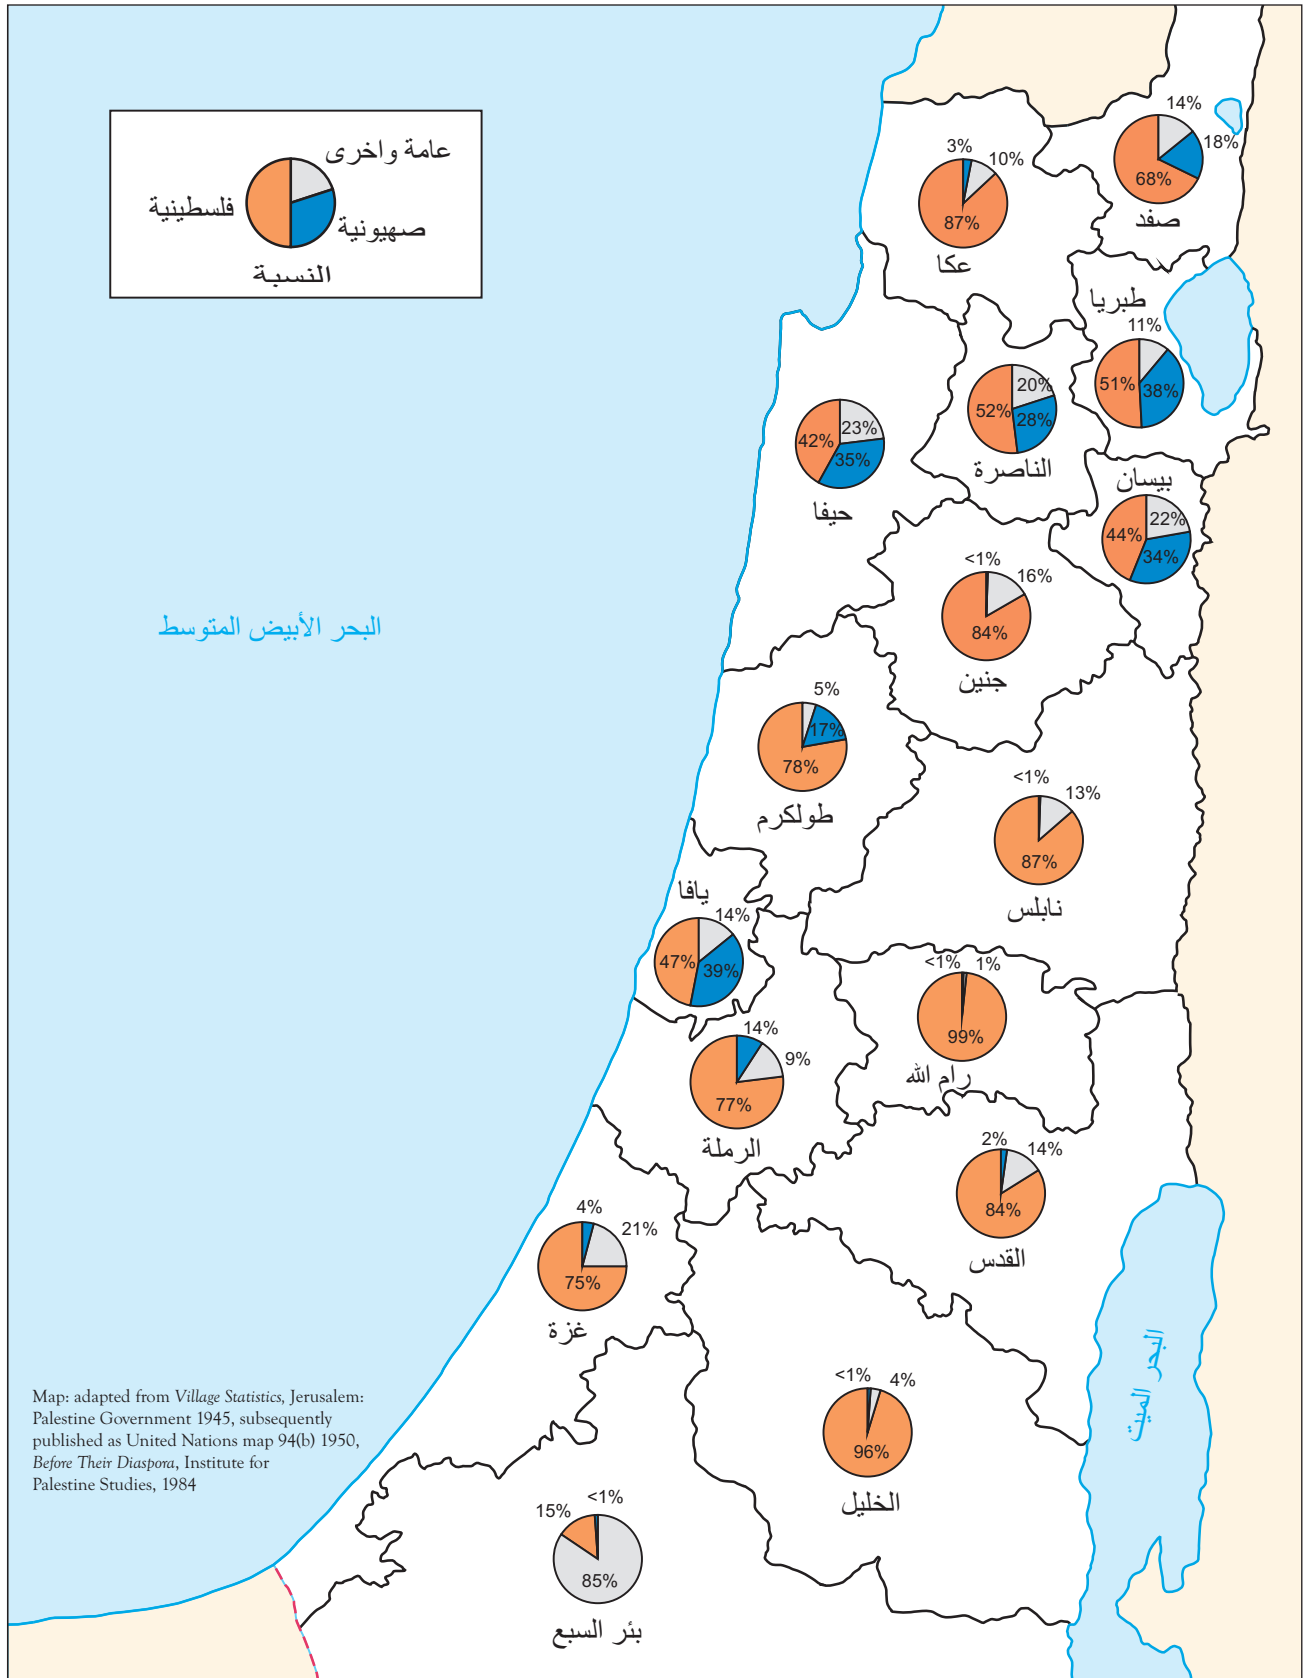 عامة واخرى
فلسطينية
صهيونية
النسبة
14%
18%
68%
صفد
3%
10%
87%
عكا
طبريا
11%
51%
38%
20%
52%
28%
الناصرة
42%
23%
35%
حيفا
بيسان
22%
44%
34%
<1%
16%
84%
جنين
البحر الأبيض المتوسط
5%
17%
78%
طولكرم
<1%
13%
87%
نابلس
يافا
14%
47%
39%
<1%
1%
99%
رام الله
14%
9%
77%
الرملة
2%
14%
84%
القدس
4%
21%
75%
غزة
البحر الميت
<1%
4%
96%
الخليل
Map: adapted from Village Statistics, Jerusalem:
Palestine Government 1945, subsequently
published as United Nations map 94(b) 1950,
Before Their Diaspora, Institute for
Palestine Studies, 1984
15%
<1%
85%
بئر السبع